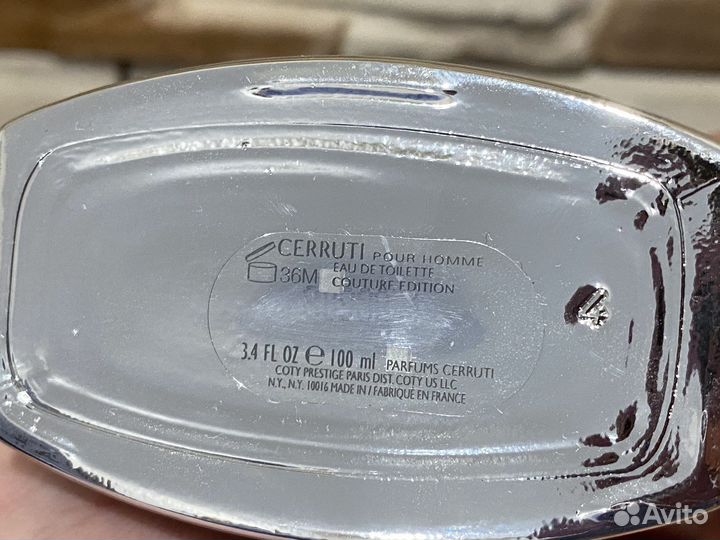 CERRUTI POUR HOMME
36M EAU DE TOILETTE
COUTURE EDITION
3.4 FL OZ ℮ 100 ml PARFUMS CERRUTI
COTY PRESTIGE PARIS DIST. COTY US LLC
N.Y., N.Y. 10016 MADE IN / FABRIQUÉ EN FRANCE
4
Avito